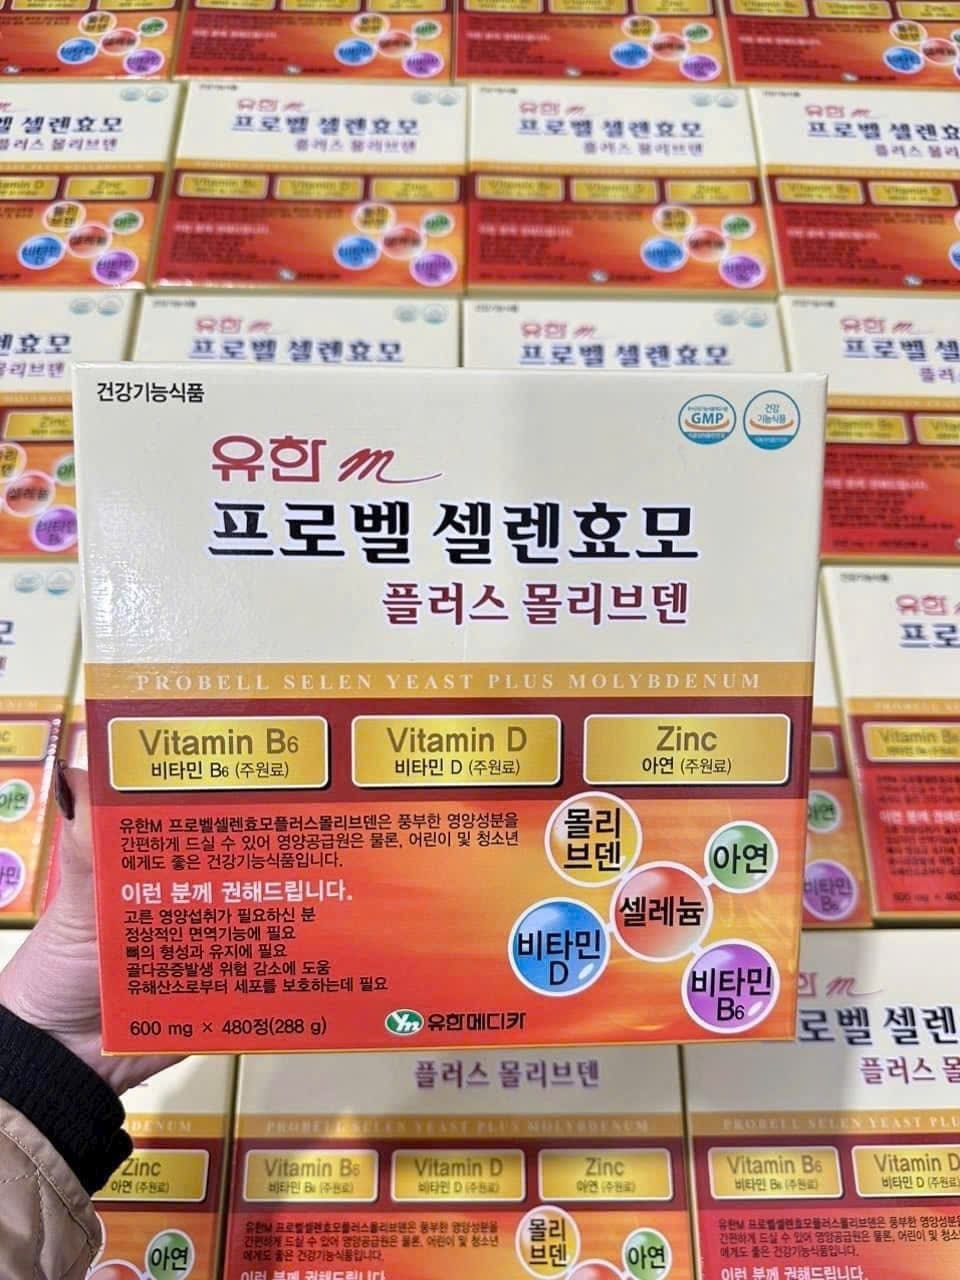 건강기능식품
GMP
건강
기능식품
유한 m
프로벨 셀렌효모
플러스 몰리브덴
PROBELL SELEN YEAST PLUS MOLYBDENUM
Vitamin B6
비타민 B6 (주원료)
Vitamin D
비타민 D (주원료)
Zinc
아연 (주원료)
유한M 프로벨셀렌효모플러스몰리브덴은 풍부한 영양성분을
간편하게 드실 수 있어 영양공급원은 물론, 어린이 및 청소년
에게도 좋은 건강기능식품입니다.
이런 분께 권해드립니다.
고른 영양섭취가 필요하신 분
정상적인 면역기능에 필요
뼈의 형성과 유지에 필요
골다공증발생 위험 감소에 도움
유해산소로부터 세포를 보호하는데 필요
몰리
브덴
아연
셀레늄
비타민
D
비타민
B6
600 mg × 480정(288 g)
Yn 유한메디카